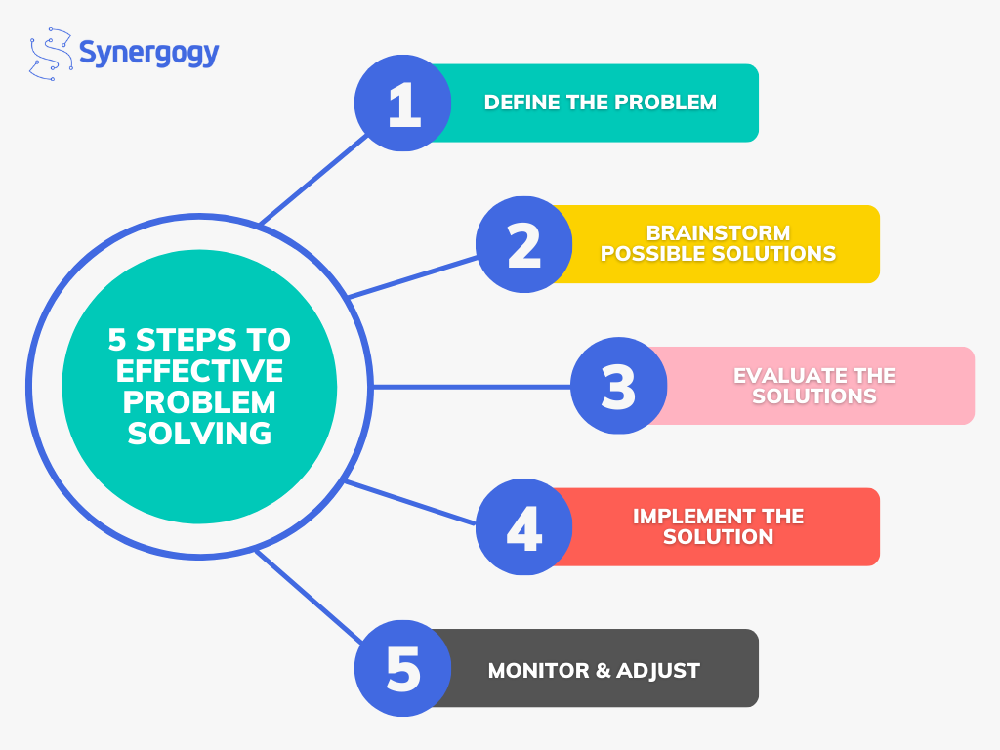 Synergogy
1
DEFINE THE PROBLEM
2
BRAINSTORM
POSSIBLE SOLUTIONS
5 STEPS TO
EFFECTIVE
PROBLEM
SOLVING
3
EVALUATE THE
SOLUTIONS
4
IMPLEMENT THE
SOLUTION
5
MONITOR & ADJUST